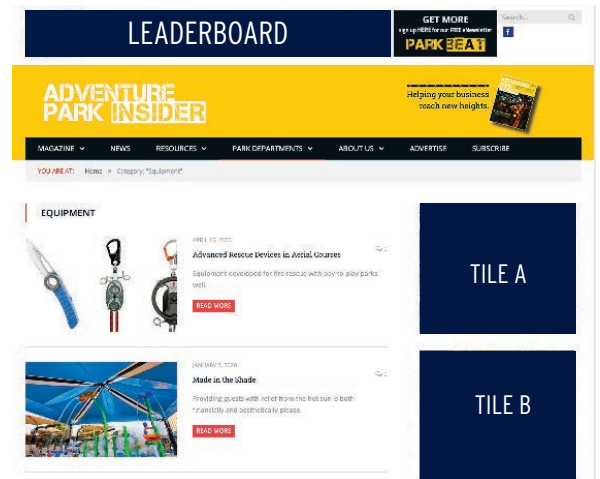 LEADERBOARD
GET MORE
sign up HERE for our FREE eNewsletter
PARK BEAT
Search...
ADVENTURE
PARK INSIDER
Helping your business
reach new heights.
MAGAZINE NEWS RESOURCES PARK DEPARTMENTS ABOUT US ADVERTISE SUBSCRIBE
YOU ARE AT: Home » Category: "Equipment"
EQUIPMENT
Advanced Rescue Devices in Aerial Courses
Equipment developed for fire rescue with pay-to-play parks
well.
READ MORE
TILE A
Made in the Shade
Providing guests with relief from the hot sun is both
financially and aesthetically please.
READ MORE
TILE B